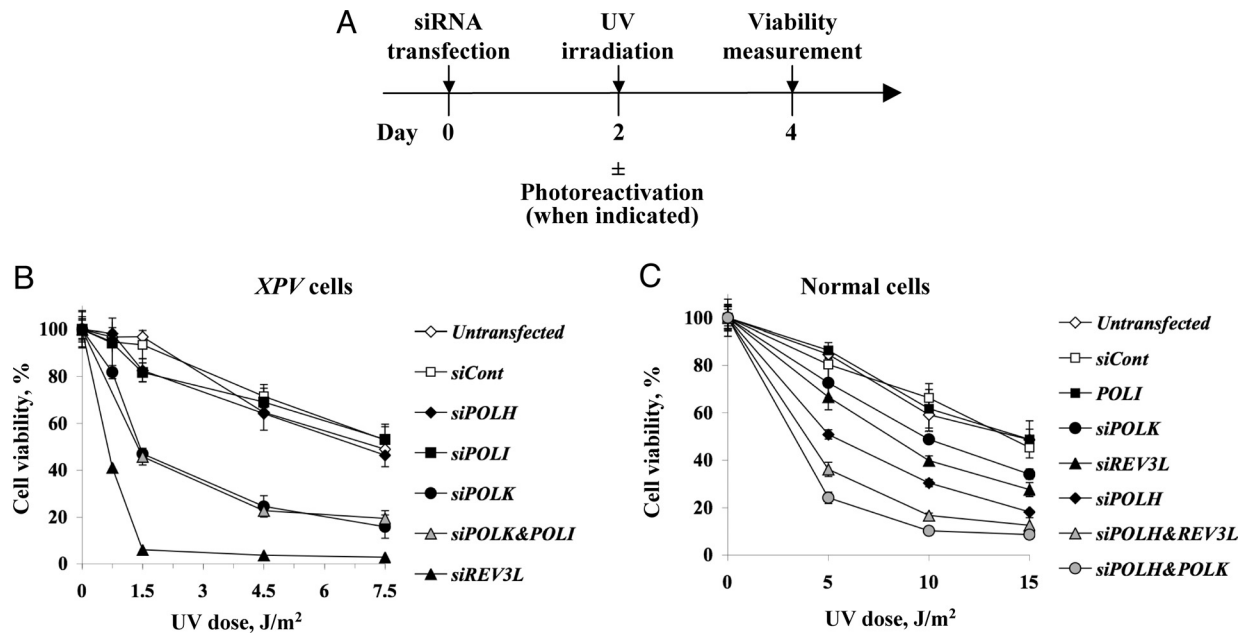 A
siRNA
transfection
UV
irradiation
Viability
measurement
Day
0
2
4
±
Photoreactivation
(when indicated)
B
XPV cells
Cell viability, %
100
80
60
40
20
0
0
1.5
3
4.5
6
7.5
UV dose, J/m²
Untransfected
siCont
siPOLH
siPOLI
siPOLK
siPOLK&POLI
siREV3L
C
Normal cells
Cell viability, %
100
80
60
40
20
0
0
5
10
15
UV dose, J/m²
Untransfected
siCont
POLI
siPOLK
siREV3L
siPOLH
siPOLH&REV3L
siPOLH&POLK